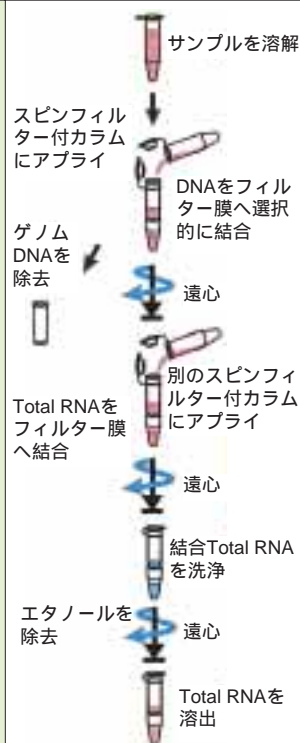 サンプルを溶解
スピンフィル
ター付カラム
にアプライ
DNAをフィル
ター膜へ選択
的に結合
ゲノム
DNAを
除去
遠心
別のスピンフィ
ルター付カラム
にアプライ
Total RNAを
フィルター膜
へ結合
遠心
結合Total RNA
を洗浄
エタノールを
除去
遠心
Total RNAを
溶出